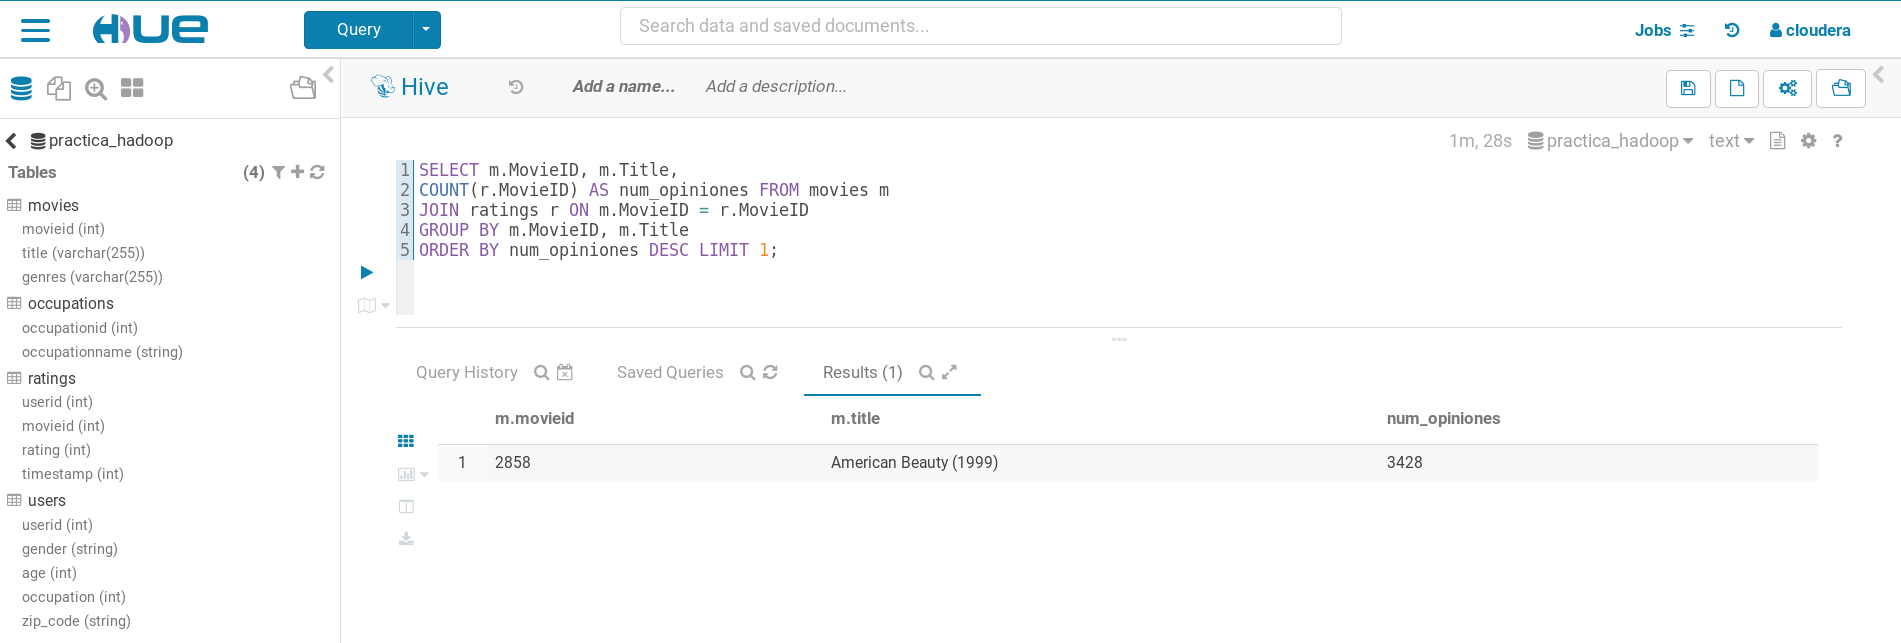 HUE
Query
Search data and saved documents...
Jobs
cloudera
Hive
Add a name...
Add a description...
practica_hadoop
Tables
(4)
movies
movieid (int)
title (varchar(255))
genres (varchar(255))
occupations
occupationid (int)
occupationname (string)
ratings
userid (int)
movieid (int)
rating (int)
timestamp (int)
users
userid (int)
gender (string)
age (int)
occupation (int)
zip_code (string)
1m, 28s practica_hadoop text ?
1 SELECT m.MovieID, m.Title,
2 COUNT(r.MovieID) AS num_opiniones FROM movies m
3 JOIN ratings r ON m.MovieID = r.MovieID
4 GROUP BY m.MovieID, m.Title
5 ORDER BY num_opiniones DESC LIMIT 1;
Query History Saved Queries Results (1)
m.movieid m.title num_opiniones
1 2858 American Beauty (1999) 3428